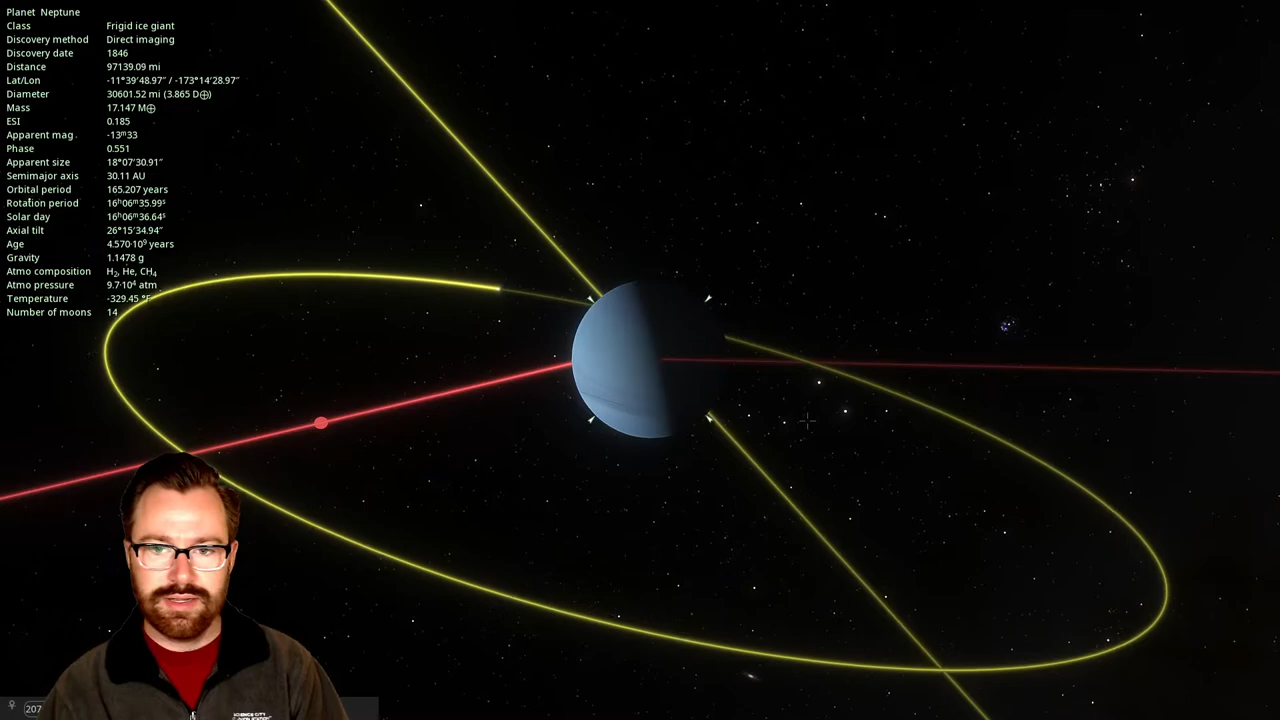 Planet Neptune
Class Frigid ice giant
Discovery method Direct imaging
Discovery date 1846
Distance 97139.09 mi
Lat/Lon -11°39′48.97″ / -173°14′28.97″
Diameter 30601.52 mi (3.865 D⊕)
Mass 17.147 M⊕
ESI 0.185
Apparent mag. -13ᵐ33
Phase 0.551
Apparent size 18°07′30.91″
Semimajor axis 30.11 AU
Orbital period 165.207 years
Rotation period 16ʰ06ᵐ35.99ˢ
Solar day 16ʰ06ᵐ36.64ˢ
Axial tilt 26°15′34.94″
Age 4.570·10⁹ years
Gravity 1.1478 g
Atmo composition H₂, He, CH₄
Atmo pressure 9.7·10⁴ atm
Temperature -329.45 °F
Number of moons 14
207
SCIENCE CITY